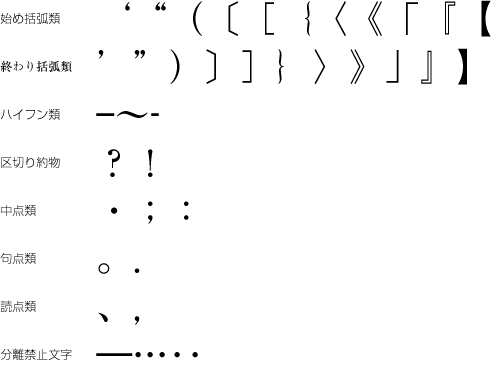 始め括弧類 ‘ “ （ 〔 ［ ｛ 〈 《 「 『 【
終わり括弧類 ’ ” ） 〕 ］ ｝ 〉 》 」 』 】
ハイフン類 –〜‐
区切り約物 ？ ！
中点類 ・ ； ：
句点類 。 ．
読点類 、 ，
分離禁止文字 —……